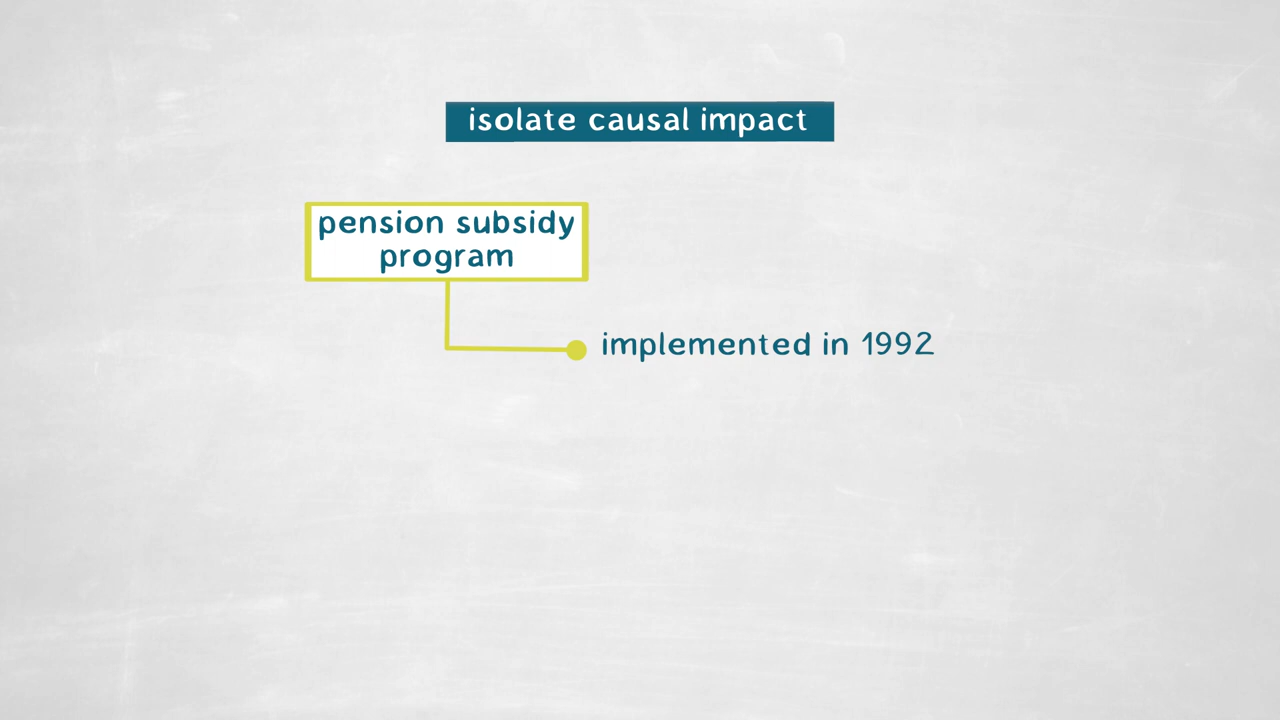 isolate causal impact
pension subsidy
program
implemented in 1992